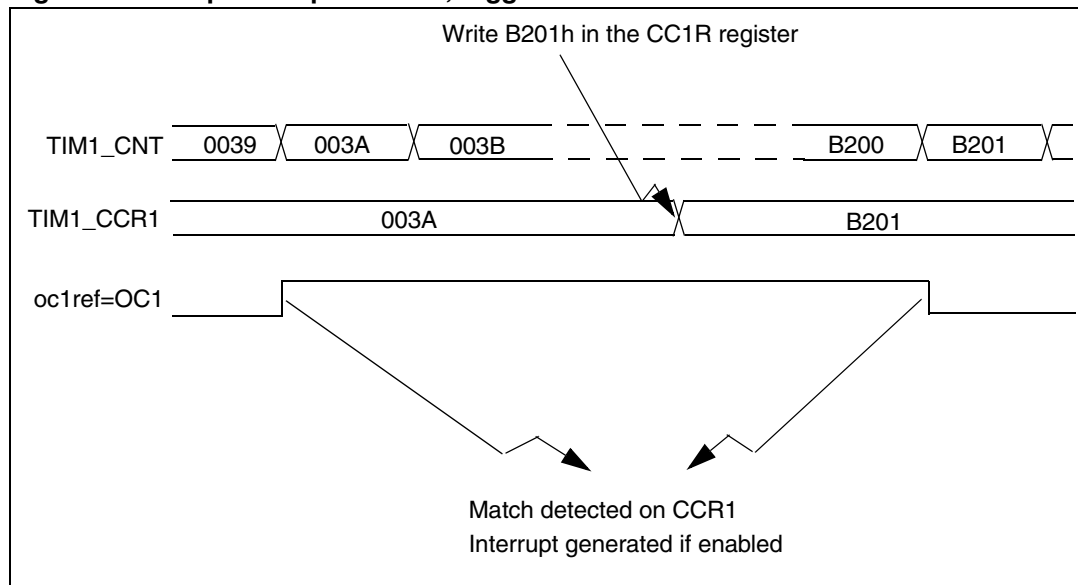 Write B201h in the CC1R register
TIM1_CNT 0039 003A 003B B200 B201
TIM1_CCR1 003A B201
oc1ref=OC1
Match detected on CCR1
Interrupt generated if enabled